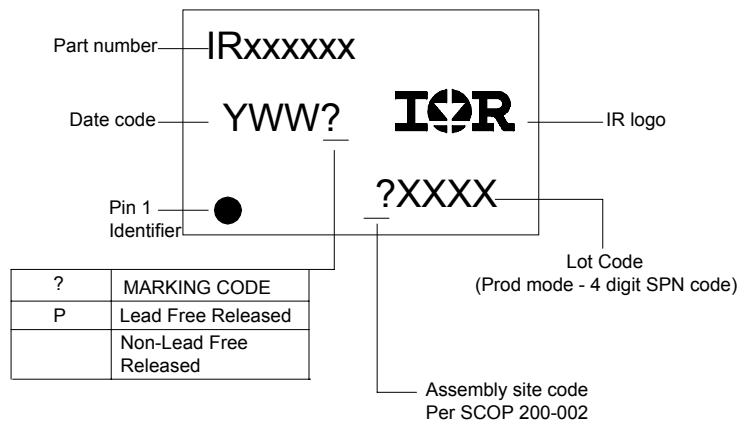 Part number
IRxxxxxx
Date code
YWW?
IOR
IR logo
?XXXX
Pin 1
Identifier
Lot Code
(Prod mode - 4 digit SPN code)
? MARKING CODE
P Lead Free Released
Non-Lead Free
Released
Assembly site code
Per SCOP 200-002